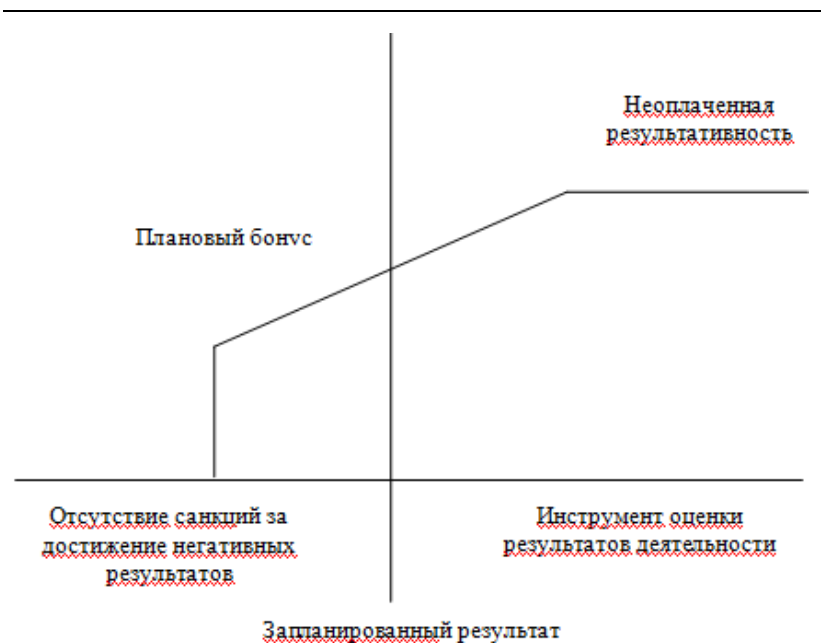 Неоплаченная
результативность
Плановый бонус
Отсутствие санкций за
достижение негативных
результатов
Инструмент оценки
результатов деятельности
Запланированный результат